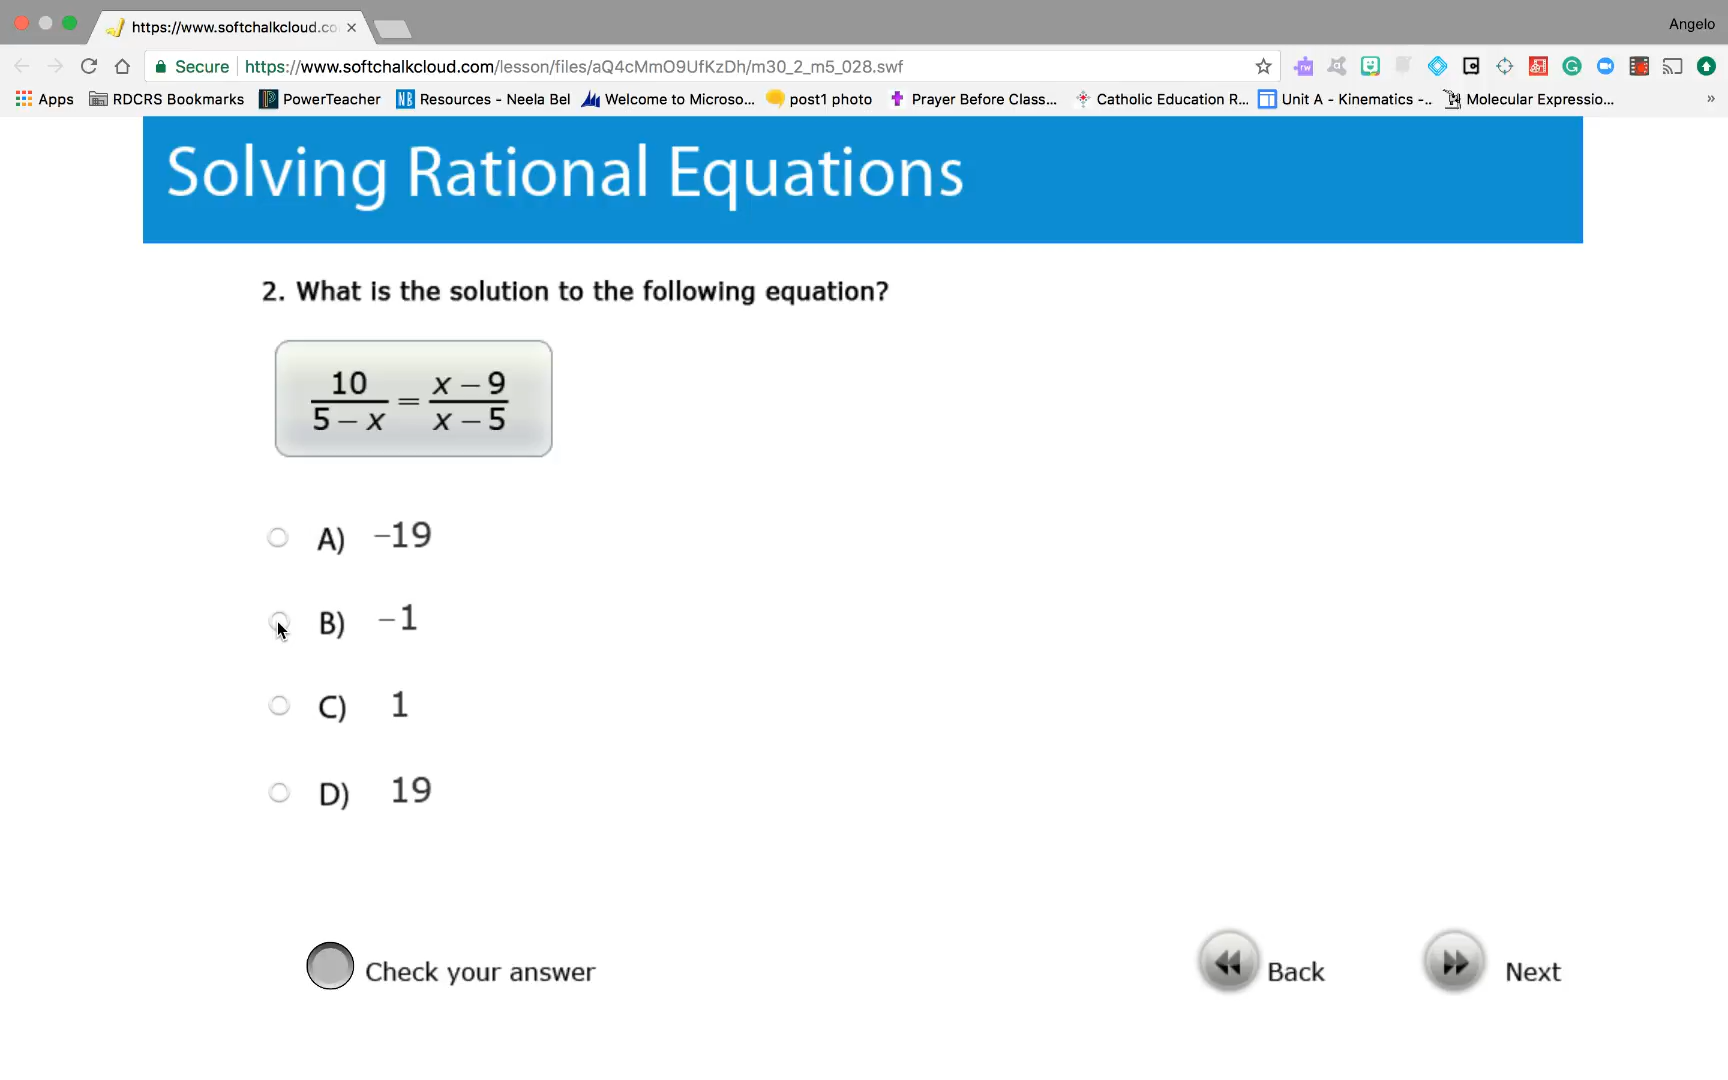 https://www.softchalkcloud.co
Angelo
Secure https://www.softchalkcloud.com/lesson/files/aQ4cMmO9UfKzDh/m30_2_m5_028.swf
Apps RDCRS Bookmarks PowerTeacher NB Resources - Neela Bel Welcome to Microso... post1 photo Prayer Before Class... Catholic Education R... Unit A - Kinematics -... Molecular Expressio... »
Solving Rational Equations
2. What is the solution to the following equation?
10 / (5 – x) = (x – 9) / (x – 5)
A) –19
B) –1
C) 1
D) 19
Check your answer
Back
Next